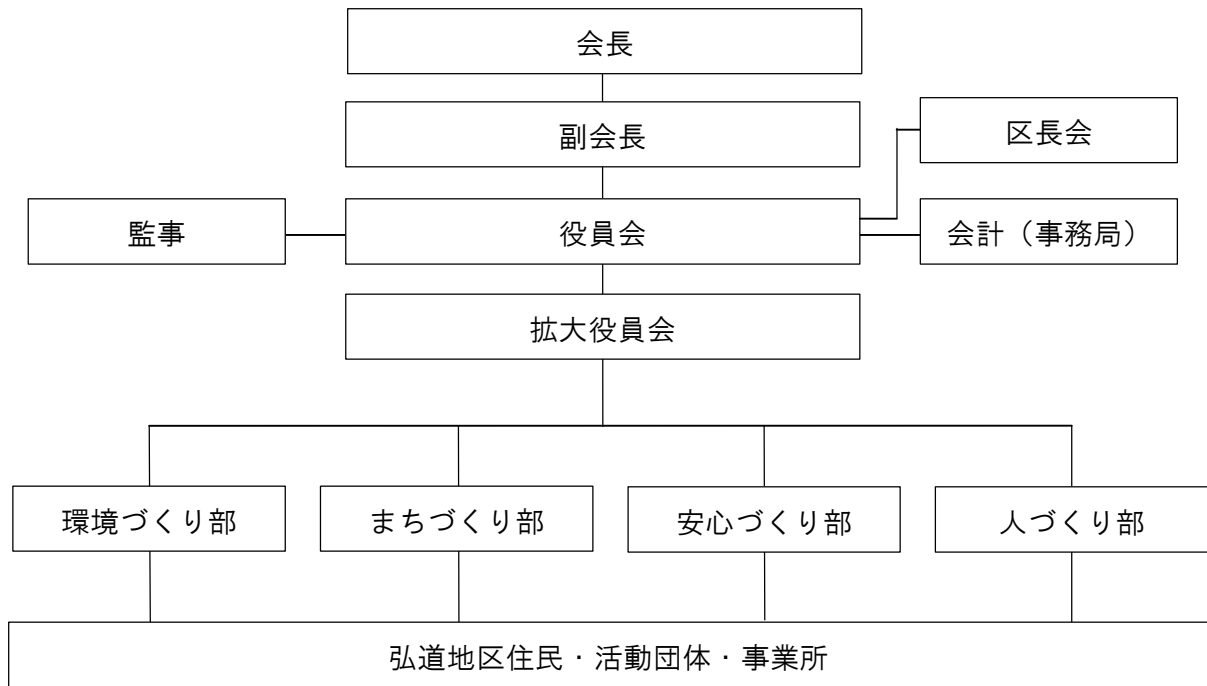 会長
副会長
区長会
監事
役員会
会計（事務局）
拡大役員会
環境づくり部
まちづくり部
安心づくり部
人づくり部
弘道地区住民・活動団体・事業所